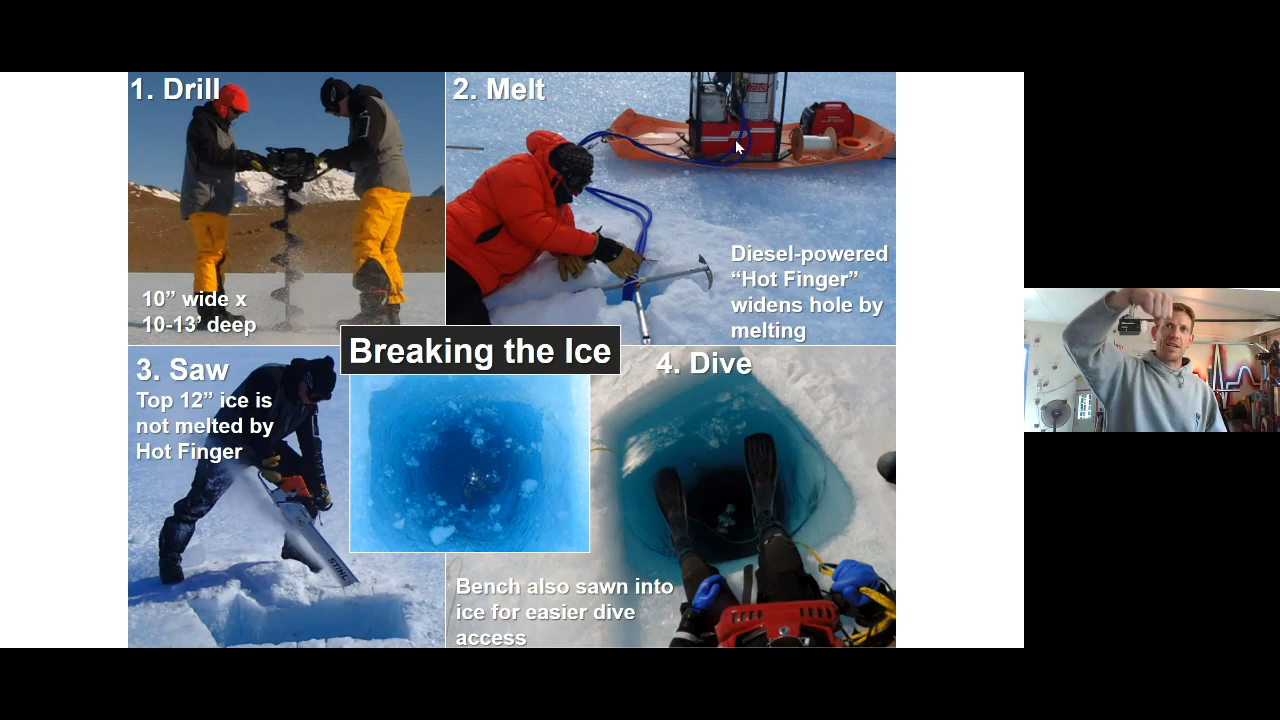 1. Drill
10” wide x
10-13’ deep
2. Melt
Diesel-powered
“Hot Finger”
widens hole by
melting
Breaking the Ice
3. Saw
Top 12” ice is
not melted by
Hot Finger
STIHL
4. Dive
Bench also sawn into
ice for easier dive
access